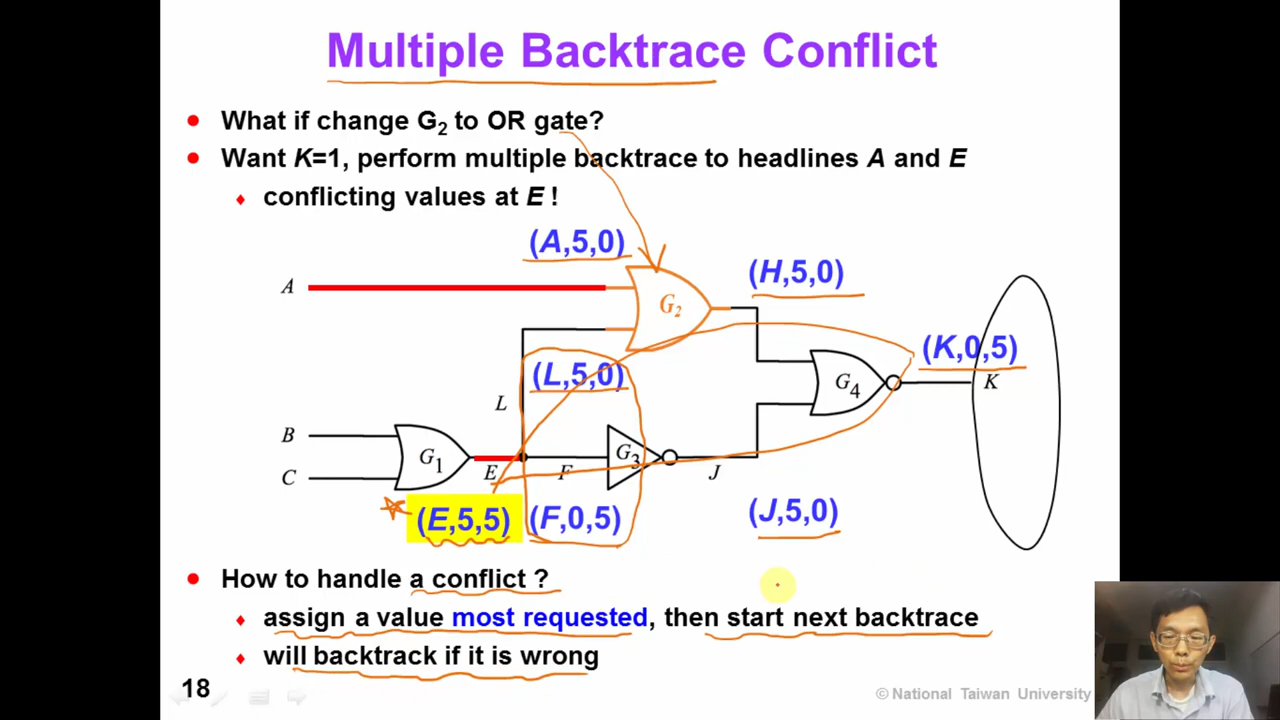 Multiple Backtrace Conflict
• What if change G2 to OR gate?
• Want K=1, perform multiple backtrace to headlines A and E
♦ conflicting values at E !
(A,5,0)
(H,5,0)
A
G2
(K,0,5)
(L,5,0)
K
G4
L
B
G1
G3
C
E
F
J
(E,5,5) (F,0,5)
(J,5,0)
• How to handle a conflict ?
♦ assign a value most requested, then start next backtrace
♦ will backtrack if it is wrong
18
© National Taiwan University